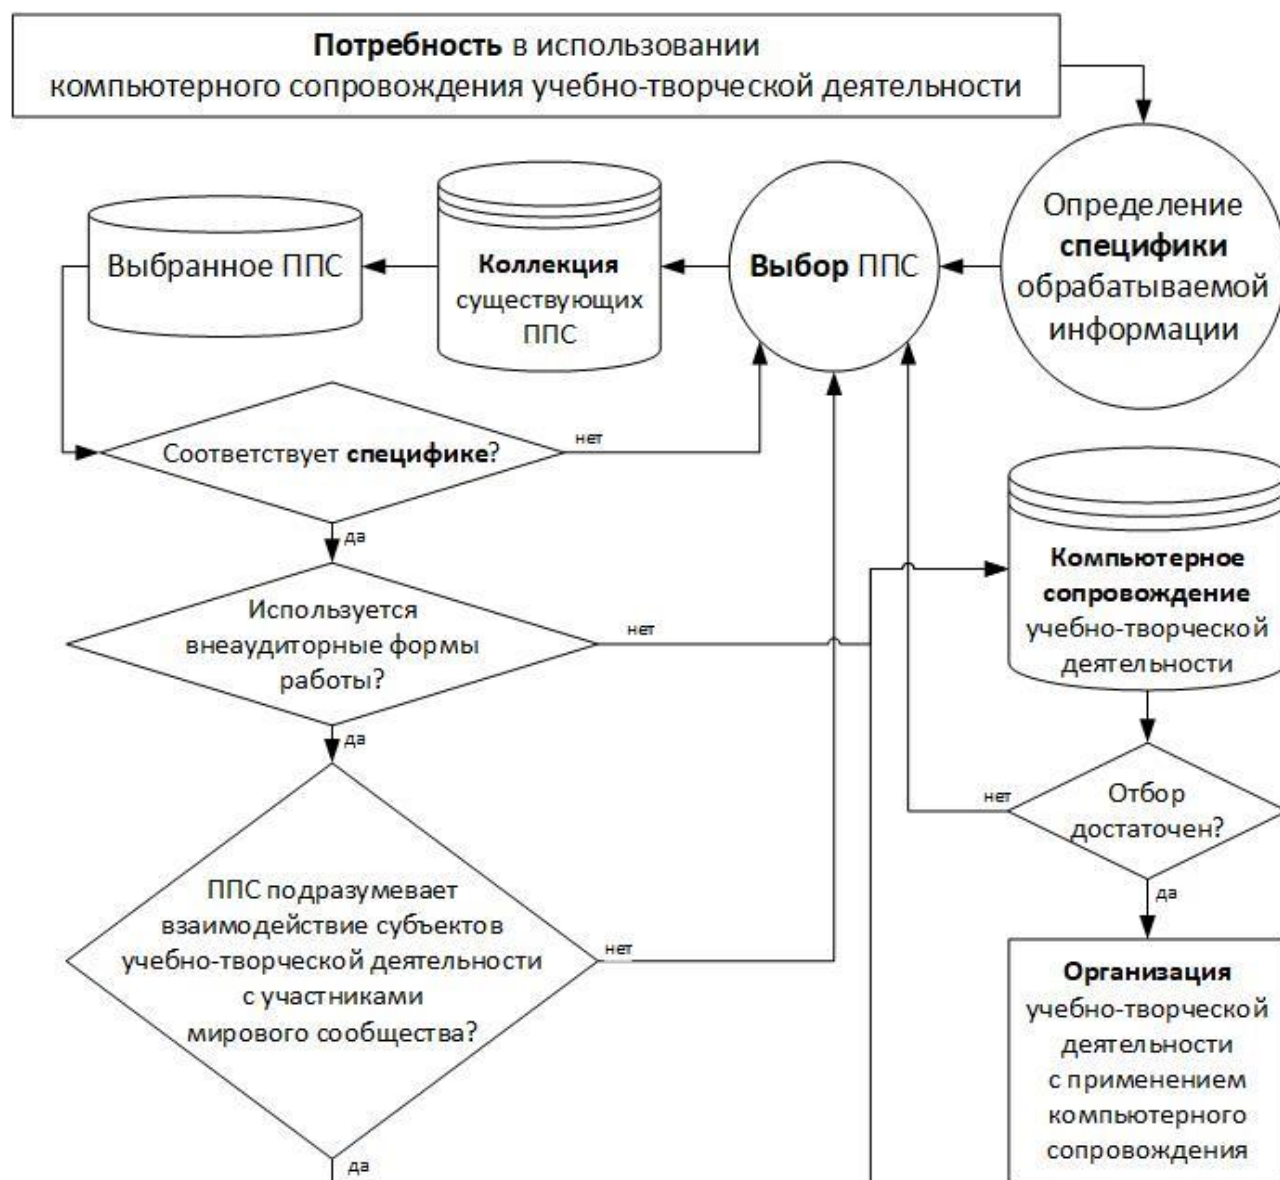 Потребность в использовании
компьютерного сопровождения учебно-творческой деятельности
Определение
специфики
обрабатываемой
информации
Выбор ППС
Коллекция
существующих
ППС
Выбранное ППС
Соответствует специфике?
нет
да
Используется
внеаудиторные формы
работы?
нет
да
ППС подразумевает
взаимодействие субъектов
учебно-творческой деятельности
с участниками
мирового сообщества?
нет
да
Компьютерное
сопровождение
учебно-творческой
деятельности
Отбор
достаточен?
нет
да
Организация
учебно-творческой
деятельности
с применением
компьютерного
сопровождения